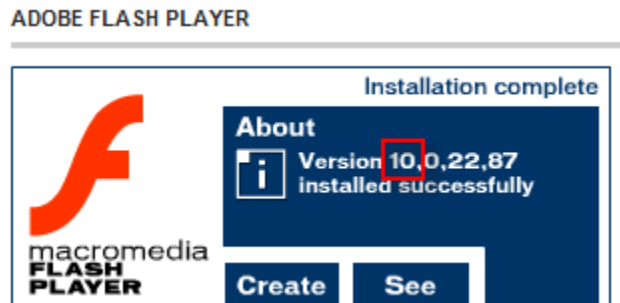 ADOBE FLASH PLAYER
Installation complete
About
i
Version 10,0,22,87
installed successfully
macromedia
FLASH
PLAYER
Create
See